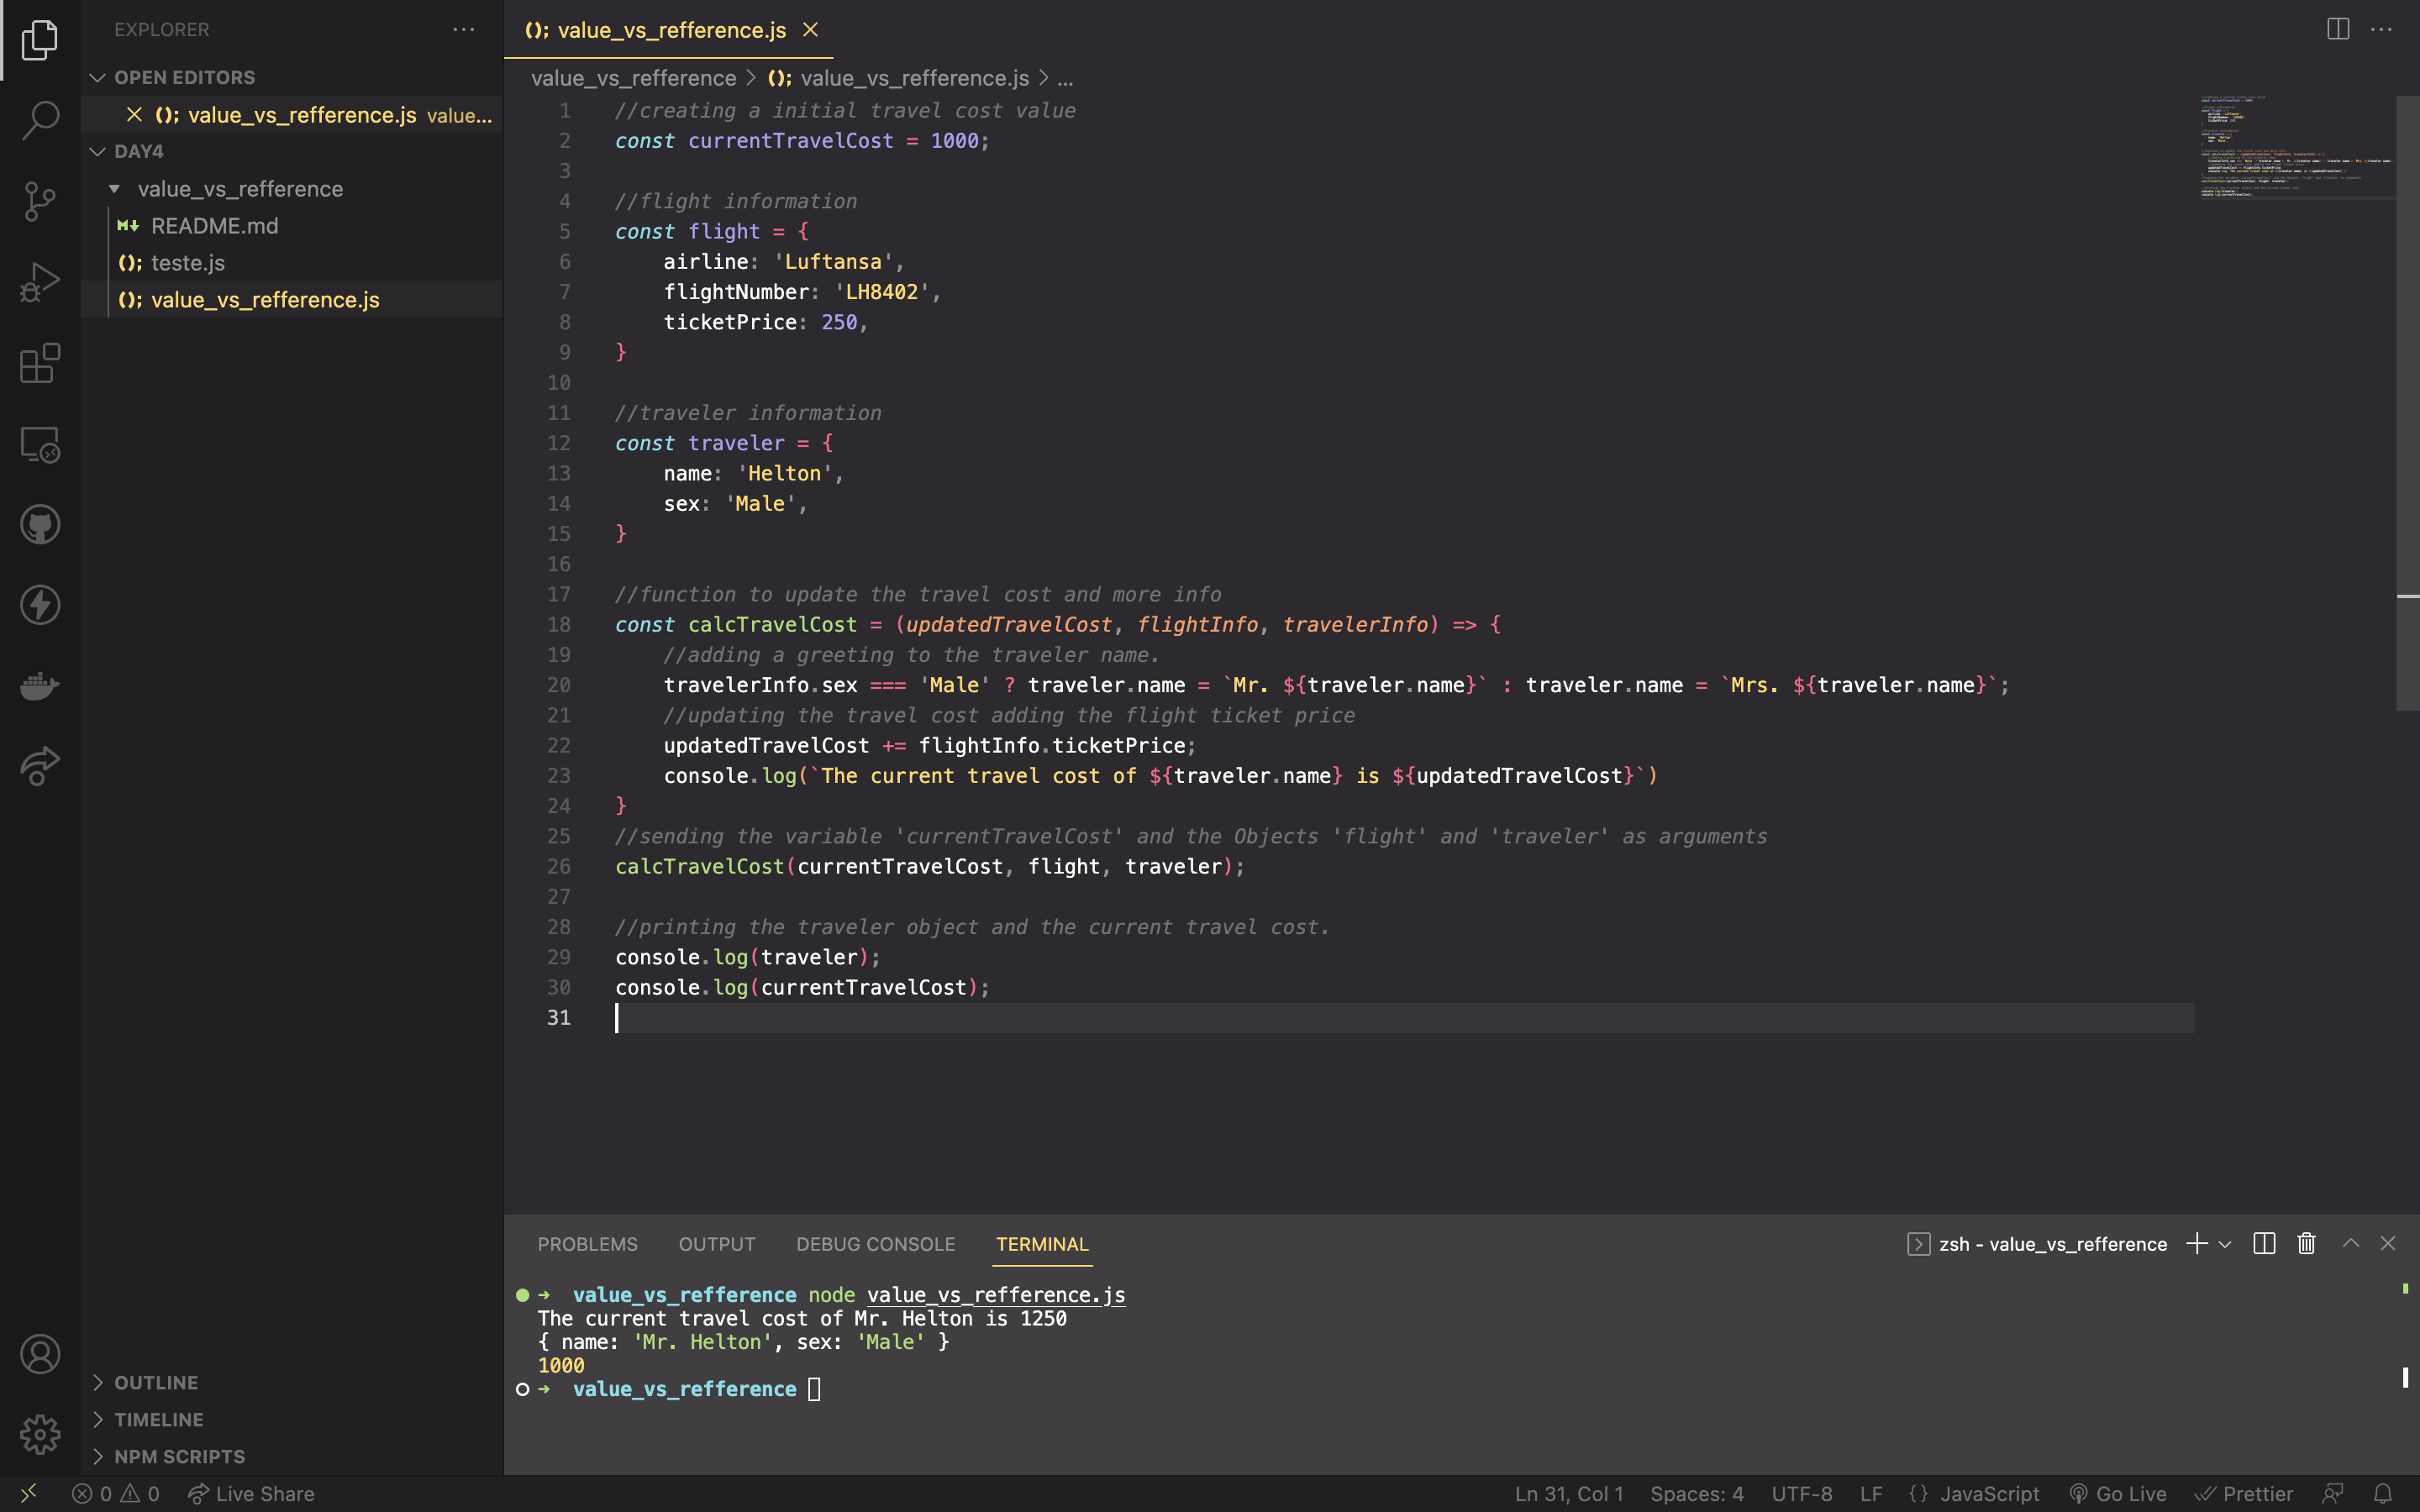 EXPLORER
OPEN EDITORS
value_vs_refference.js value...
DAY4
value_vs_refference
README.md
teste.js
value_vs_refference.js
OUTLINE
TIMELINE
NPM SCRIPTS
value_vs_refference.js
value_vs_refference > value_vs_refference.js > ...
1 //creating a initial travel cost value
2 const currentTravelCost = 1000;
3
4 //flight information
5 const flight = {
6     airline: 'Luftansa',
7     flightNumber: 'LH8402',
8     ticketPrice: 250,
9 }
10
11 //traveler information
12 const traveler = {
13     name: 'Helton',
14     sex: 'Male',
15 }
16
17 //function to update the travel cost and more info
18 const calcTravelCost = (updatedTravelCost, flightInfo, travelerInfo) => {
19     //adding a greeting to the traveler name.
20     travelerInfo.sex === 'Male' ? traveler.name = `Mr. ${traveler.name}` : traveler.name = `Mrs. ${traveler.name}`;
21     //updating the travel cost adding the flight ticket price
22     updatedTravelCost += flightInfo.ticketPrice;
23     console.log(`The current travel cost of ${traveler.name} is ${updatedTravelCost}`)
24 }
25 //sending the variable 'currentTravelCost' and the Objects 'flight' and 'traveler' as arguments
26 calcTravelCost(currentTravelCost, flight, traveler);
27
28 //printing the traveler object and the current travel cost.
29 console.log(traveler);
30 console.log(currentTravelCost);
31
PROBLEMS OUTPUT DEBUG CONSOLE TERMINAL zsh - value_vs_refference
➜ value_vs_refference node value_vs_refference.js
The current travel cost of Mr. Helton is 1250
{ name: 'Mr. Helton', sex: 'Male' }
1000
➜ value_vs_refference
0 0 Live Share Ln 31, Col 1 Spaces: 4 UTF-8 LF {} JavaScript Go Live Prettier